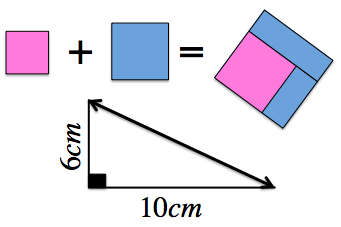 + =
6cm
10cm